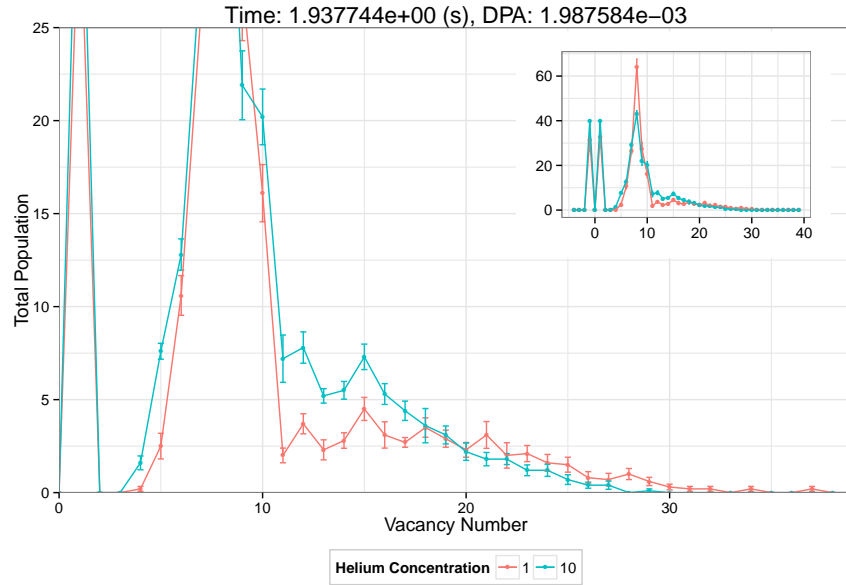 Time: 1.937744e+00 (s), DPA: 1.987584e−03
Total Population
25
20
15
10
5
0
0 10 20 30
Vacancy Number
60
40
20
0
0 10 20 30 40
Helium Concentration 1 10